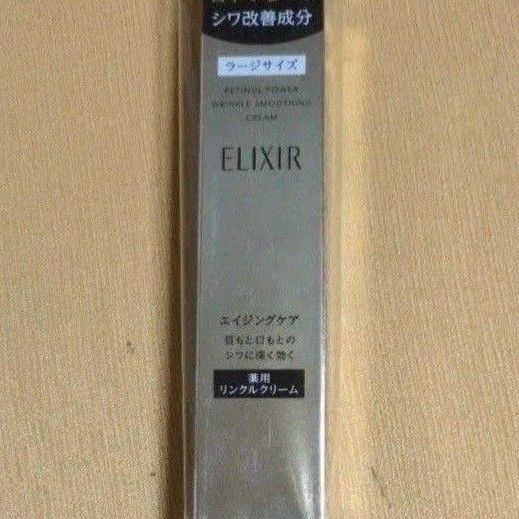 シワ改善成分
ラージサイズ
RETINOL POWER
WRINKLE SMOOTHING
CREAM
ELIXIR
エイジングケア
目もと口もとの
シワに深く効く
薬用
リンクルクリーム